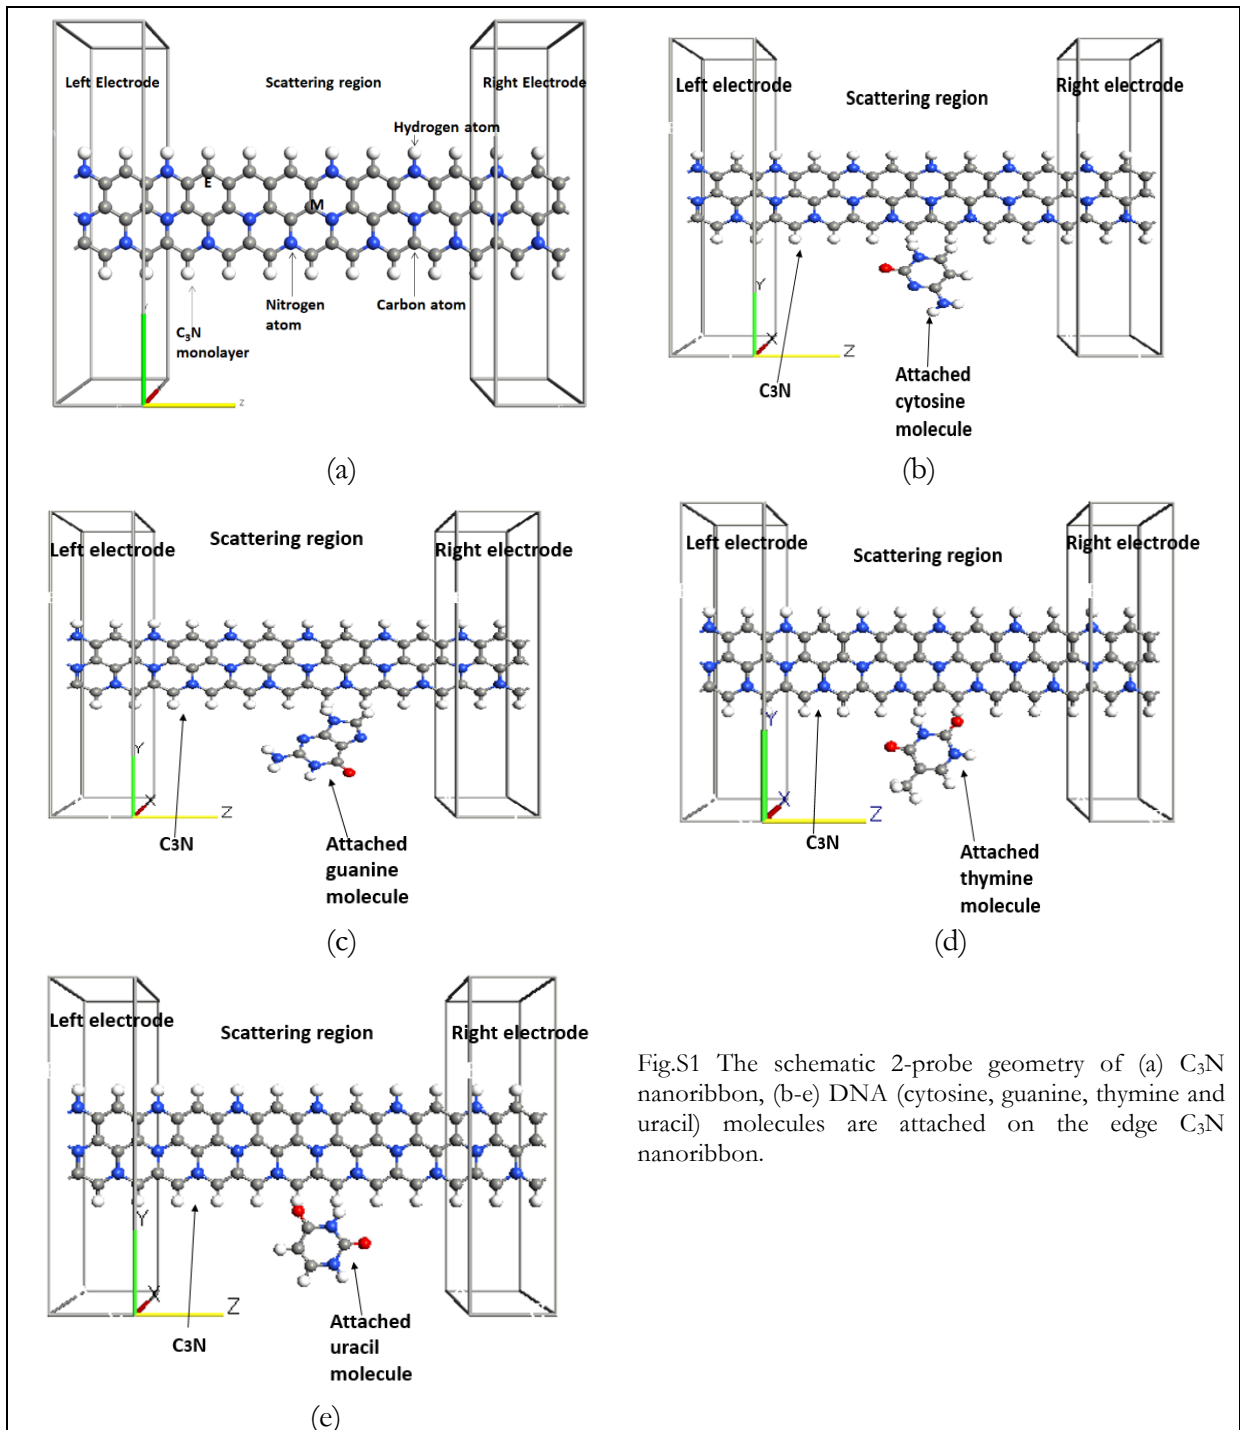 Left Electrode
Scattering region
Right Electrode
Hydrogen atom
E
M
Nitrogen
atom
Carbon atom
C₃N
monolayer
z
(a)
Left electrode
Scattering region
Right electrode
Y
X
Z
C3N
Attached
cytosine
molecule
(b)
Left electrode
Scattering region
Right electrode
Y
X
Z
C3N
Attached
guanine
molecule
(c)
Left electrode
Scattering region
Right electrode
Y
X
Z
C3N
Attached
thymine
molecule
(d)
Left electrode
Scattering region
Right electrode
Y
X
Z
C3N
Attached
uracil
molecule
(e)
Fig.S1 The schematic 2-probe geometry of (a) C₃N
nanoribbon, (b-e) DNA (cytosine, guanine, thymine and
uracil) molecules are attached on the edge C₃N
nanoribbon.